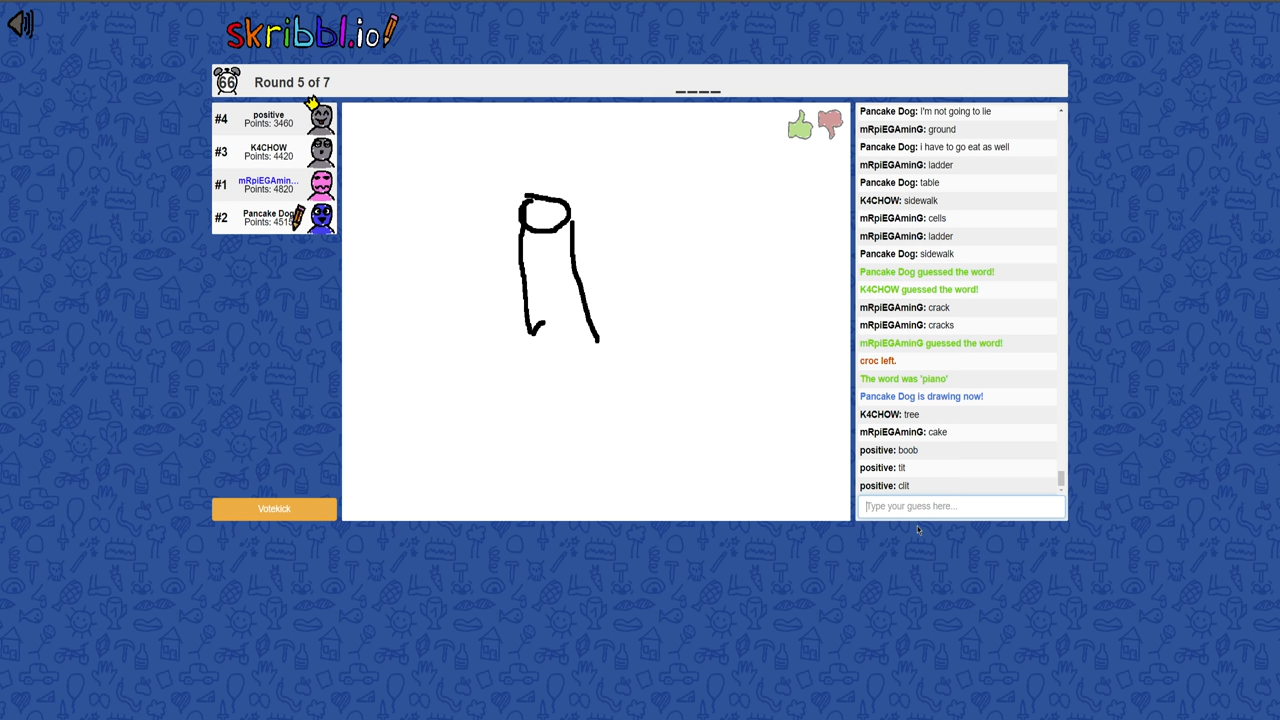 skribbl.io
66
Round 5 of 7
____
#4
positive
Points: 3460
#3
K4CHOW
Points: 4420
#1
mRpiEGAmin...
Points: 4820
#2
Pancake Dog
Points: 4515
Votekick
Pancake Dog: I'm not going to lie
mRpiEGAminG: ground
Pancake Dog: i have to go eat as well
mRpiEGAminG: ladder
Pancake Dog: table
K4CHOW: sidewalk
mRpiEGAminG: cells
mRpiEGAminG: ladder
Pancake Dog: sidewalk
Pancake Dog guessed the word!
K4CHOW guessed the word!
mRpiEGAminG: crack
mRpiEGAminG: cracks
mRpiEGAminG guessed the word!
croc left.
The word was 'piano'
Pancake Dog is drawing now!
K4CHOW: tree
mRpiEGAminG: cake
positive: boob
positive: tit
positive: clit
Type your guess here...